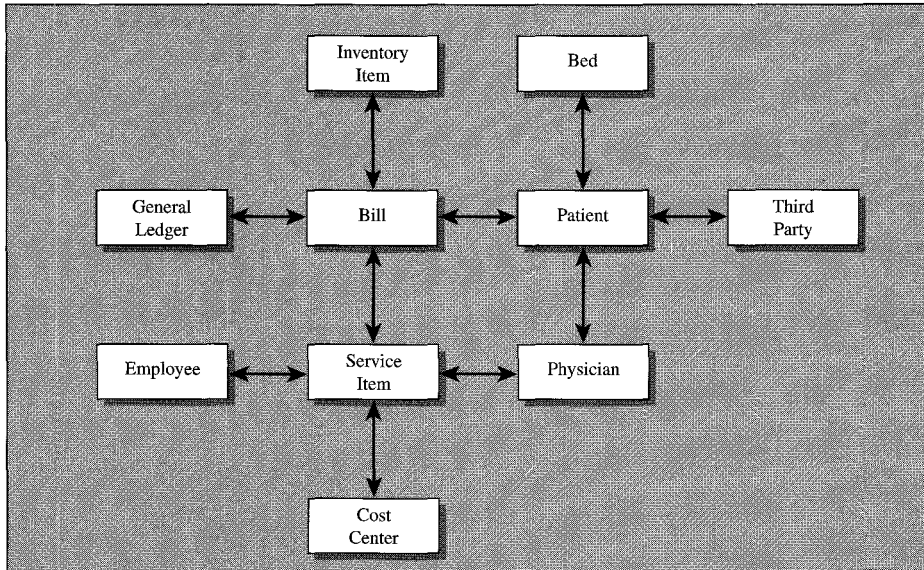 Inventory
Item
Bed
General
Ledger
Bill
Patient
Third
Party
Employee
Service
Item
Physician
Cost
Center